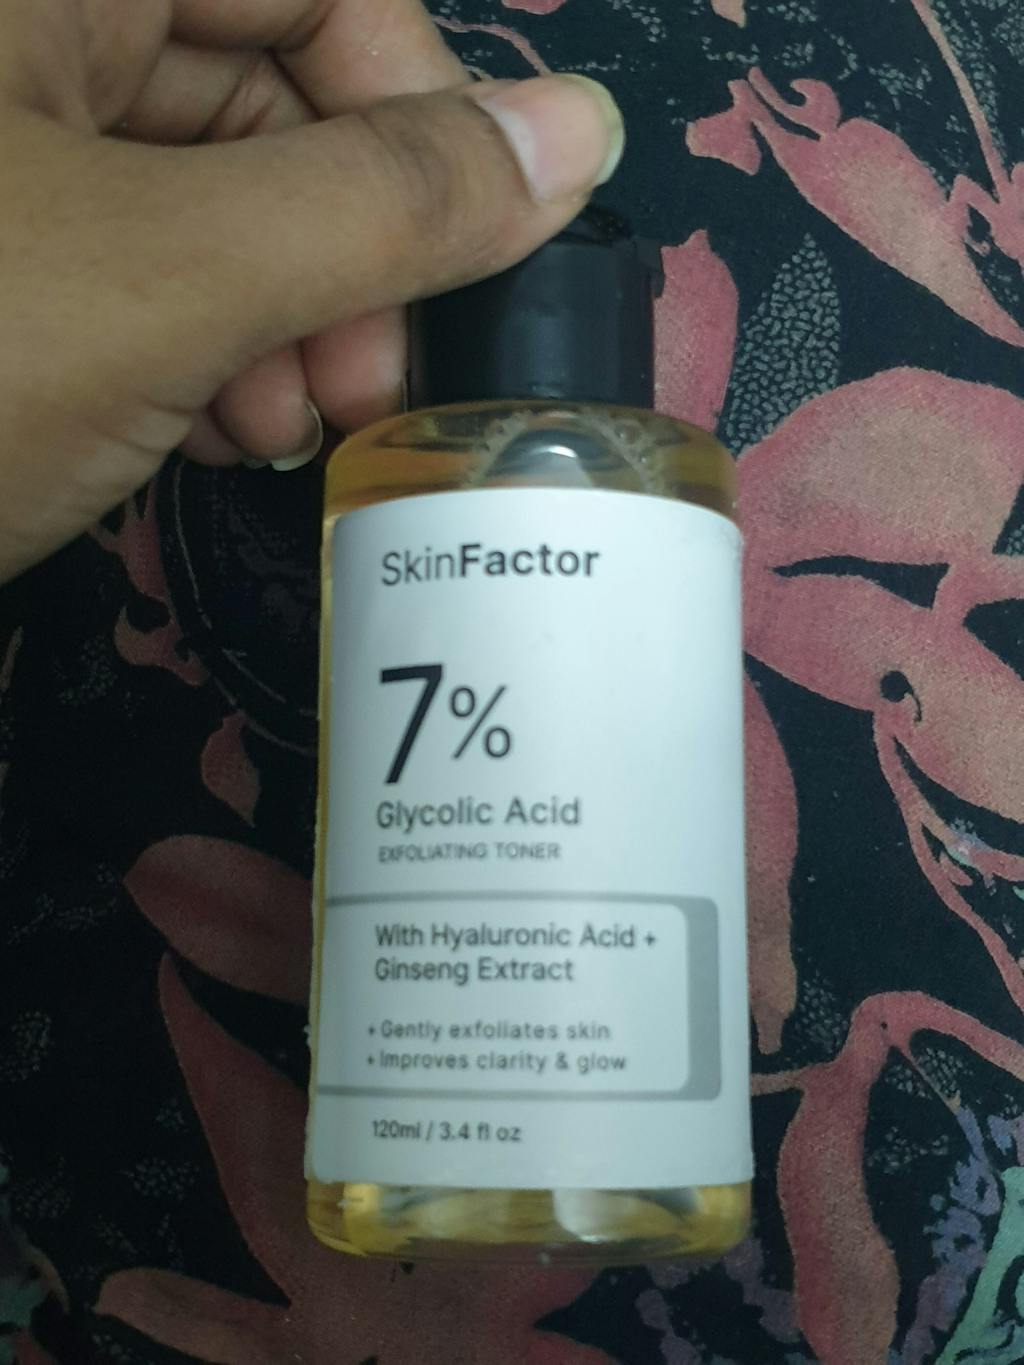 SkinFactor
7%
Glycolic Acid
EXFOLIATING TONER
With Hyaluronic Acid +
Ginseng Extract
+ Gently exfoliates skin
+ Improves clarity & glow
120ml / 3.4 fl oz